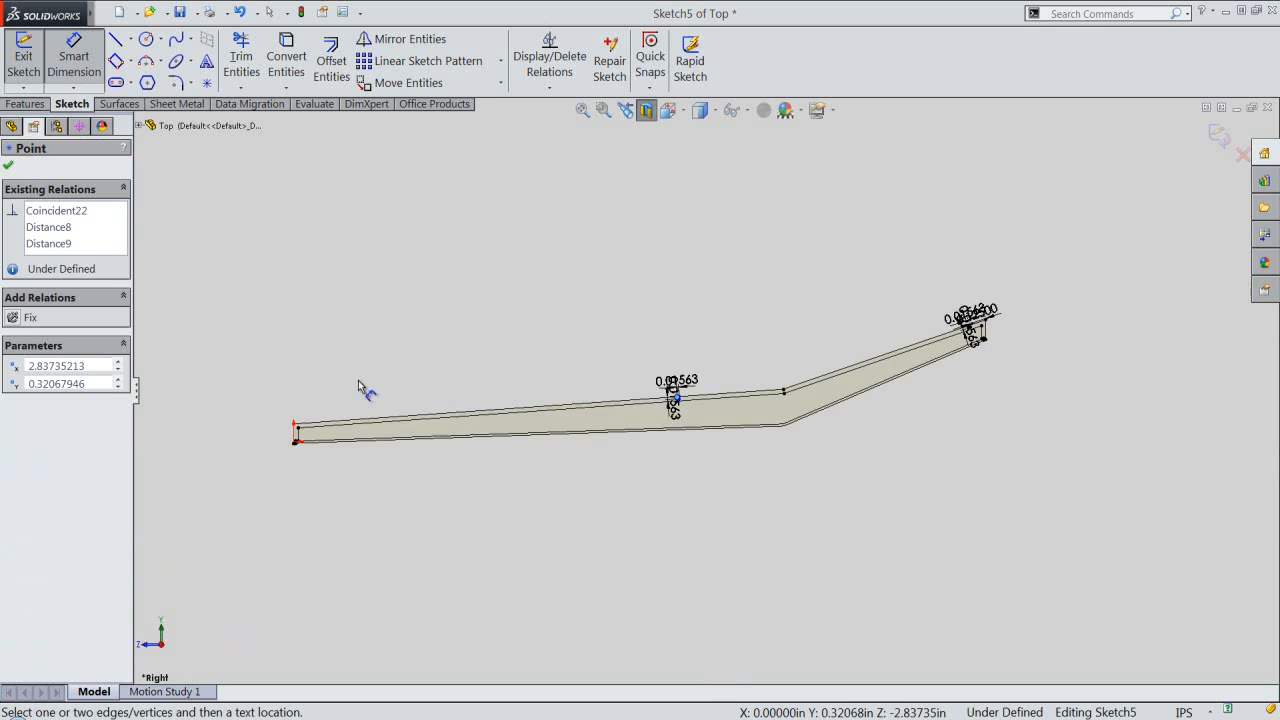 SOLIDWORKS
Sketch5 of Top *
Search Commands
Exit Sketch
Smart Dimension
Trim Entities
Convert Entities
Offset Entities
Mirror Entities
Linear Sketch Pattern
Move Entities
Display/Delete Relations
Repair Sketch
Quick Snaps
Rapid Sketch
Features Sketch Surfaces Sheet Metal Data Migration Evaluate DimXpert Office Products
Top (Default<<Default>_D...
Point ?
Existing Relations
Coincident22
Distance8
Distance9
Under Defined
Add Relations
Fix
Parameters
2.83735213
0.32067946
Y
Z
*Right
Model Motion Study 1
Select one or two edges/vertices and then a text location.
X: 0.00000in Y: 0.32068in Z: -2.83735in Under Defined Editing Sketch5 IPS